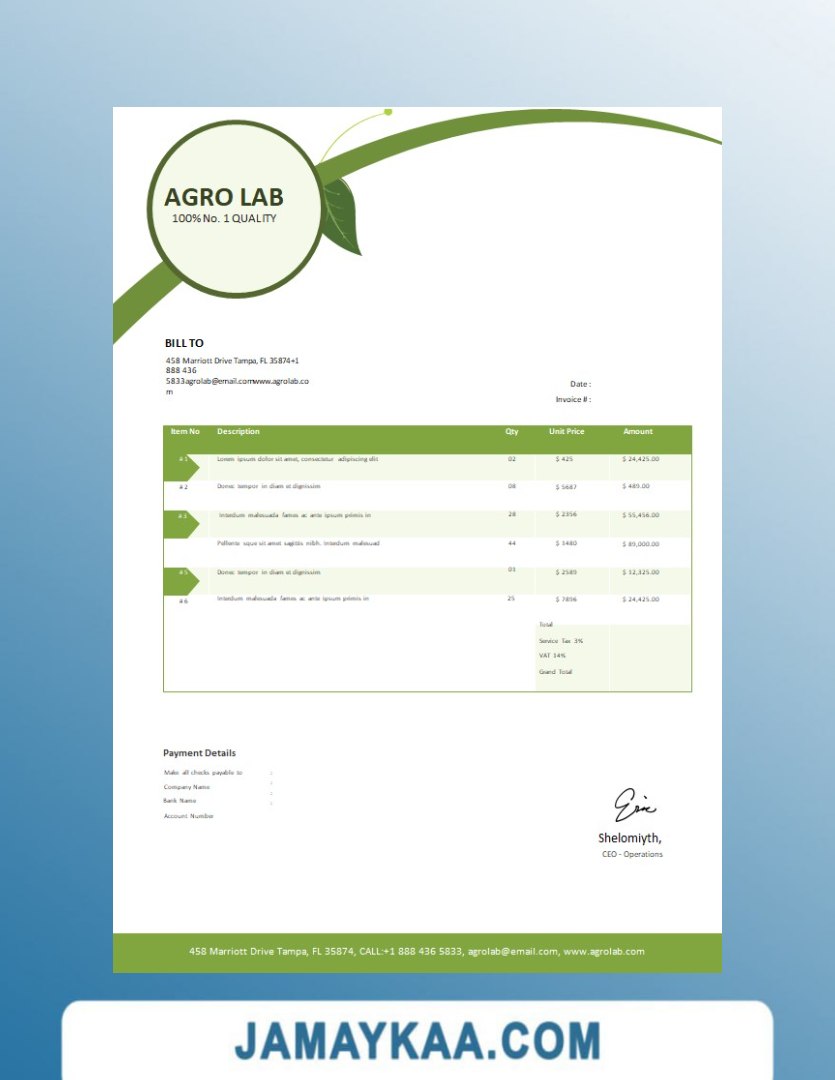 AGRO LAB
100% No. 1 QUALITY
BILL TO
458 Marriott Drive Tampa, FL 35874+1
888 436
5833agrolab@email.comwww.agrolab.co
m
Date :
Invoice # :
Item No Description Qty Unit Price Amount
# 1 Lorem ipsum dolor sit amet, consectetur adipiscing elit 02 $ 425 $ 24,425.00
# 2 Donec tempor in diam et dignissim 08 $ 5687 $ 489.00
# 3 Interdum malesuada fames ac ante ipsum primis in 28 $ 2356 $ 55,456.00
Pellente sque sit amet sagittis nibh. Interdum malesuad 44 $ 3480 $ 89,000.00
# 5 Donec tempor in diam et dignissim 03 $ 2589 $ 12,325.00
# 6 Interdum malesuada fames ac ante ipsum primis in 25 $ 7896 $ 24,425.00
Total
Service Tax 3%
VAT 14%
Grand Total
Payment Details
Make all checks payable to :
Company Name :
Bank Name :
Account Number :
Eric
Shelomiyth,
CEO - Operations
458 Marriott Drive Tampa, FL 35874, CALL:+1 888 436 5833, agrolab@email.com, www.agrolab.com
JAMAYKAA.COM